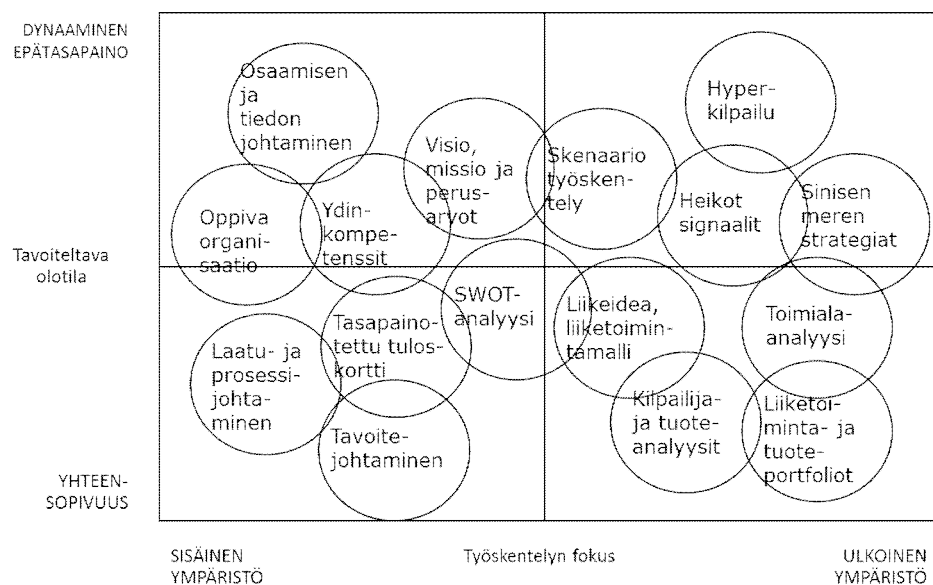 DYNAAMINEN
EPÄTASAPAINO
Osaamisen
ja
tiedon
johtaminen
Visio,
missio ja
perus-
arvot
Skenaario
työsken-
tely
Hyper-
kilpailu
Oppiva
organi-
saatio
Ydin-
kompe-
tenssit
Heikot
signaalit
Sinisen
meren
strategiat
Tavoiteltava
olotila
SWOT-
analyysi
Liikeidea,
liiketoimin-
tamalli
Toimiala-
analyysi
Tasapaino-
tettu tulos-
kortti
Laatu- ja
prosessi-
johta-
minen
Tavoite-
johtaminen
Kilpailija-
ja tuote-
analyysit
Liiketoi-
minta- ja
tuote-
portfoliot
YHTEEN-
SOPIVUUS
SISÄINEN
YMPÄRISTÖ
Työskentelyn fokus
ULKOINEN
YMPÄRISTÖ